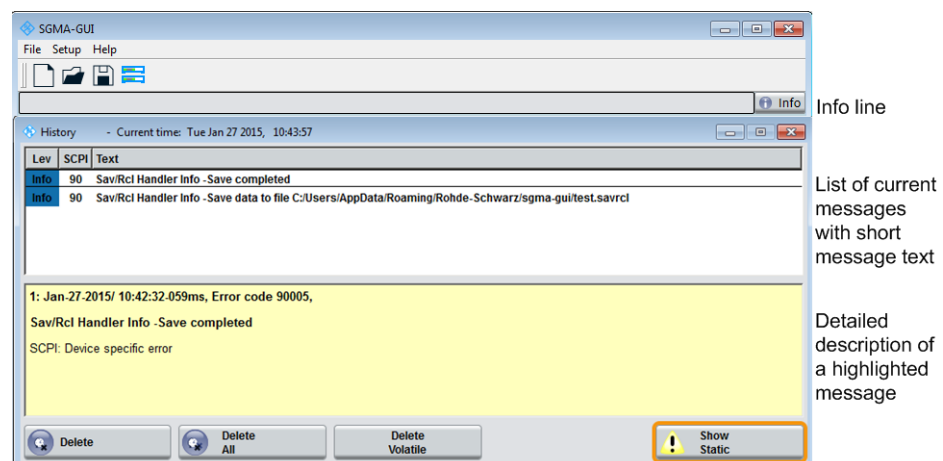 SGMA-GUI
File Setup Help
Info
Info line
History - Current time: Tue Jan 27 2015, 10:43:57
Lev SCPI Text
Info 90 Sav/Rcl Handler Info -Save completed
Info 90 Sav/Rcl Handler Info -Save data to file C:/Users/AppData/Roaming/Rohde-Schwarz/sgma-gui/test.savrcl
List of current
messages
with short
message text
1: Jan-27-2015/ 10:42:32-059ms, Error code 90005,
Sav/Rcl Handler Info -Save completed
SCPI: Device specific error
Detailed
description of
a highlighted
message
Delete
Delete
All
Delete
Volatile
Show
Static